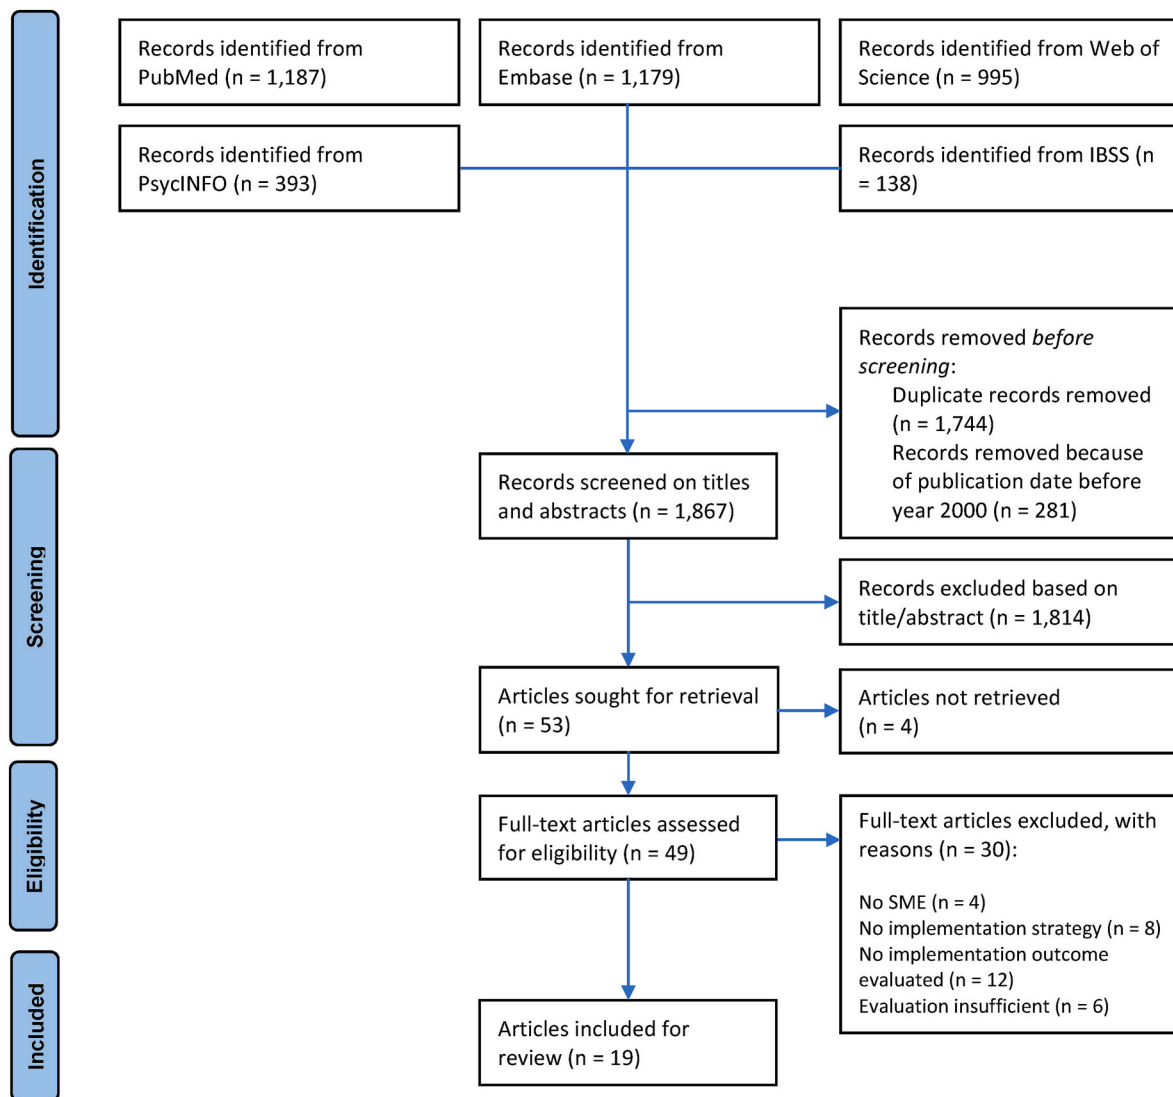 Identification
Records identified from
PubMed (n = 1,187)
Records identified from
Embase (n = 1,179)
Records identified from Web of
Science (n = 995)
Records identified from
PsycINFO (n = 393)
Records identified from IBSS (n
= 138)
Records removed before
screening:
Duplicate records removed
(n = 1,744)
Records removed because
of publication date before
year 2000 (n = 281)
Screening
Records screened on titles
and abstracts (n = 1,867)
Records excluded based on
title/abstract (n = 1,814)
Articles sought for retrieval
(n = 53)
Articles not retrieved
(n = 4)
Eligibility
Full-text articles assessed
for eligibility (n = 49)
Full-text articles excluded, with
reasons (n = 30):
No SME (n = 4)
No implementation strategy (n = 8)
No implementation outcome
evaluated (n = 12)
Evaluation insufficient (n = 6)
Included
Articles included for
review (n = 19)